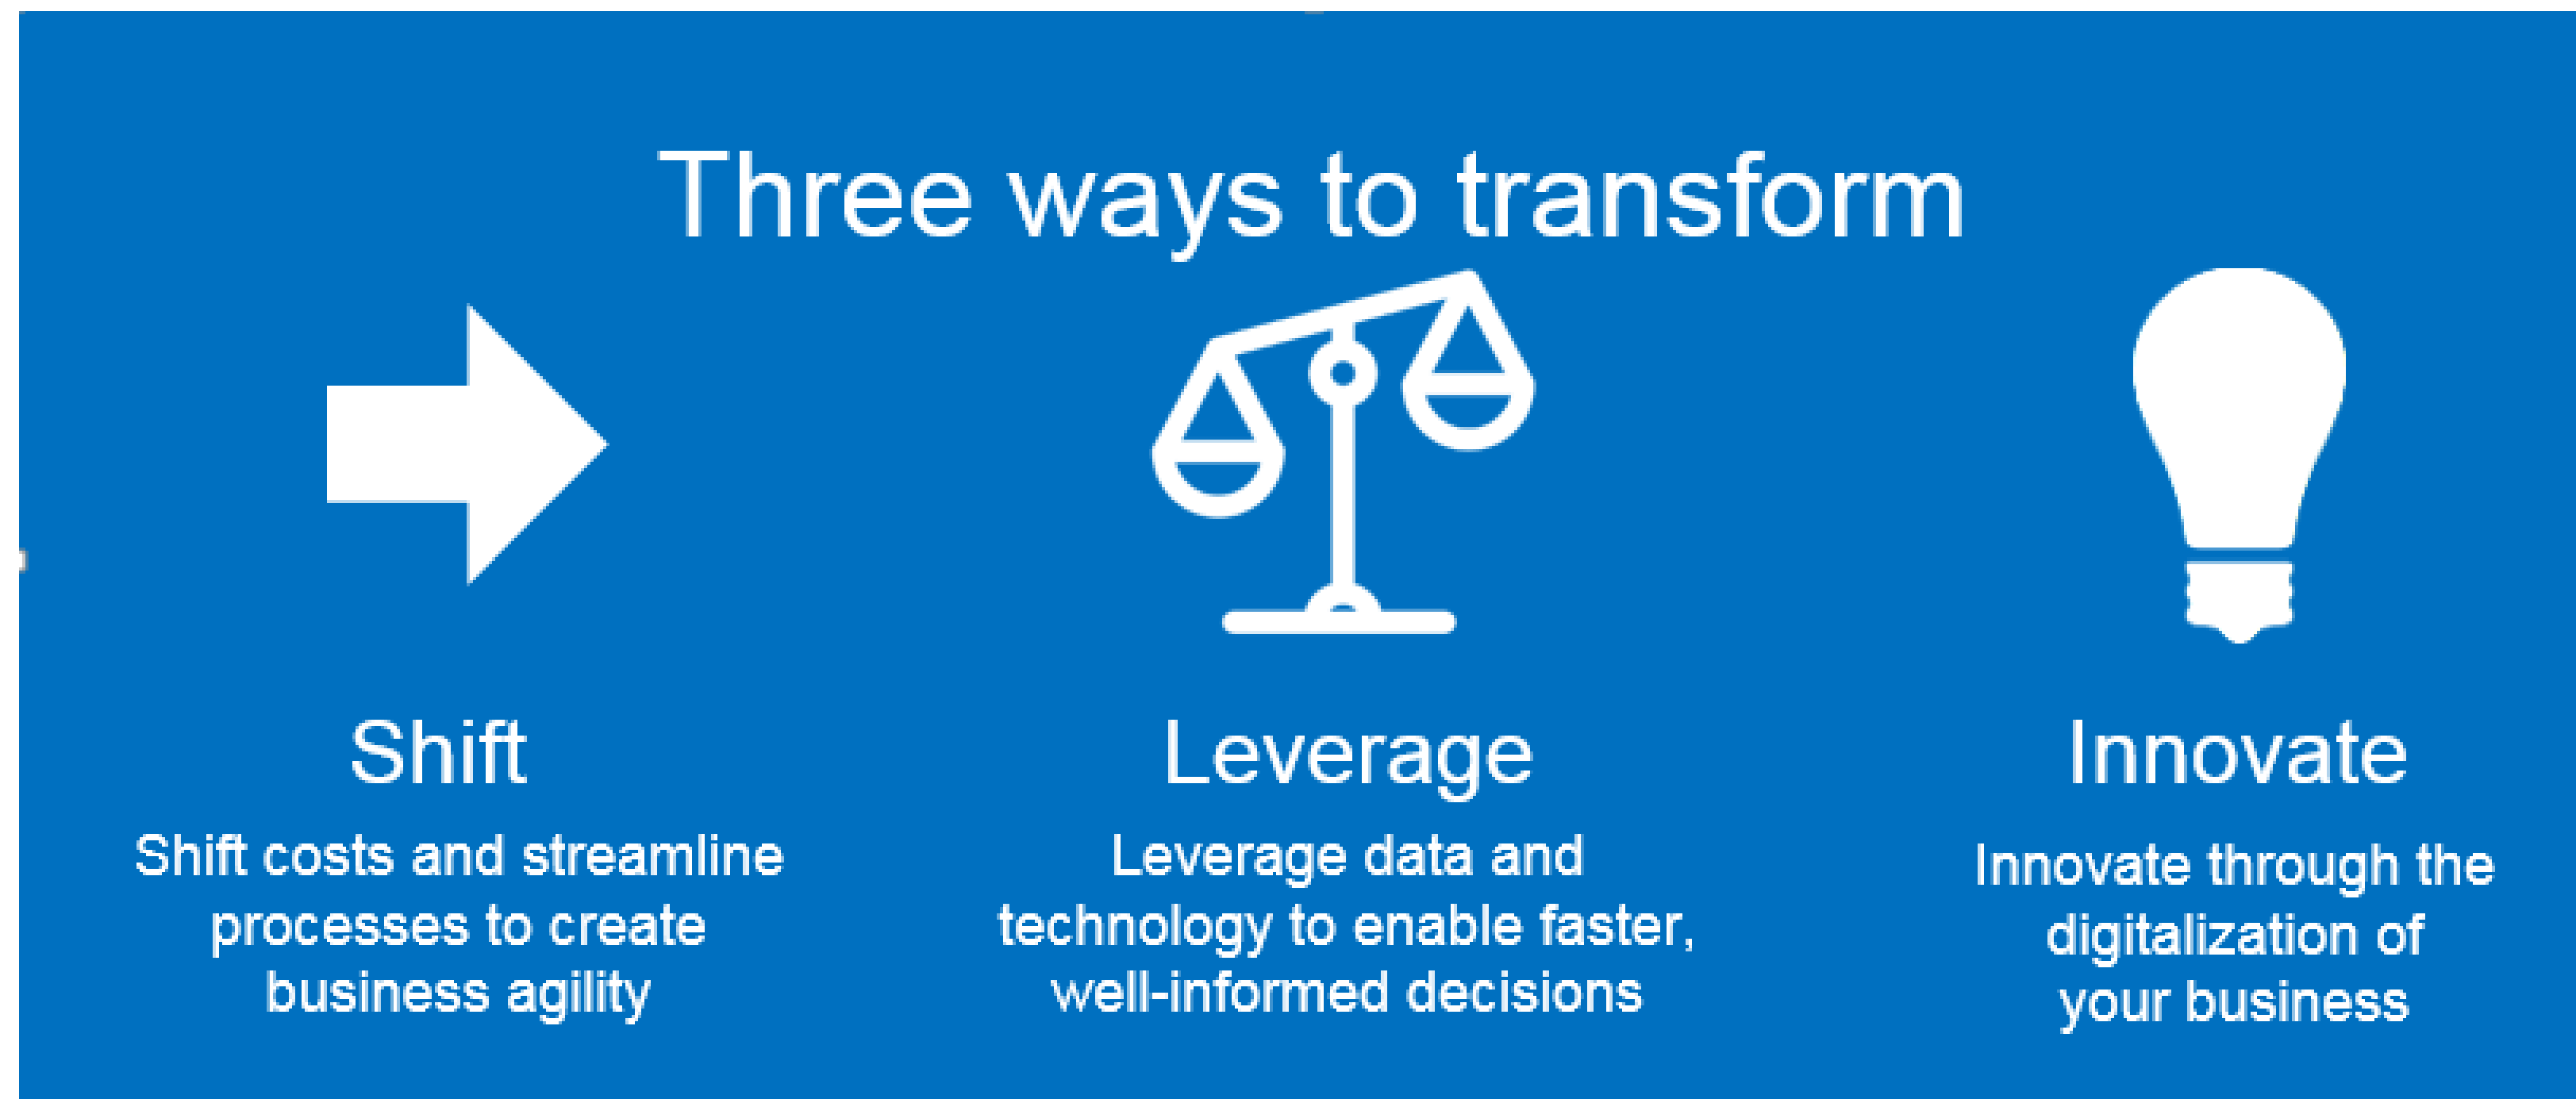 Three ways to transform
Shift
Shift costs and streamline
processes to create
business agility
Leverage
Leverage data and
technology to enable faster,
well-informed decisions
Innovate
Innovate through the
digitalization of
your business